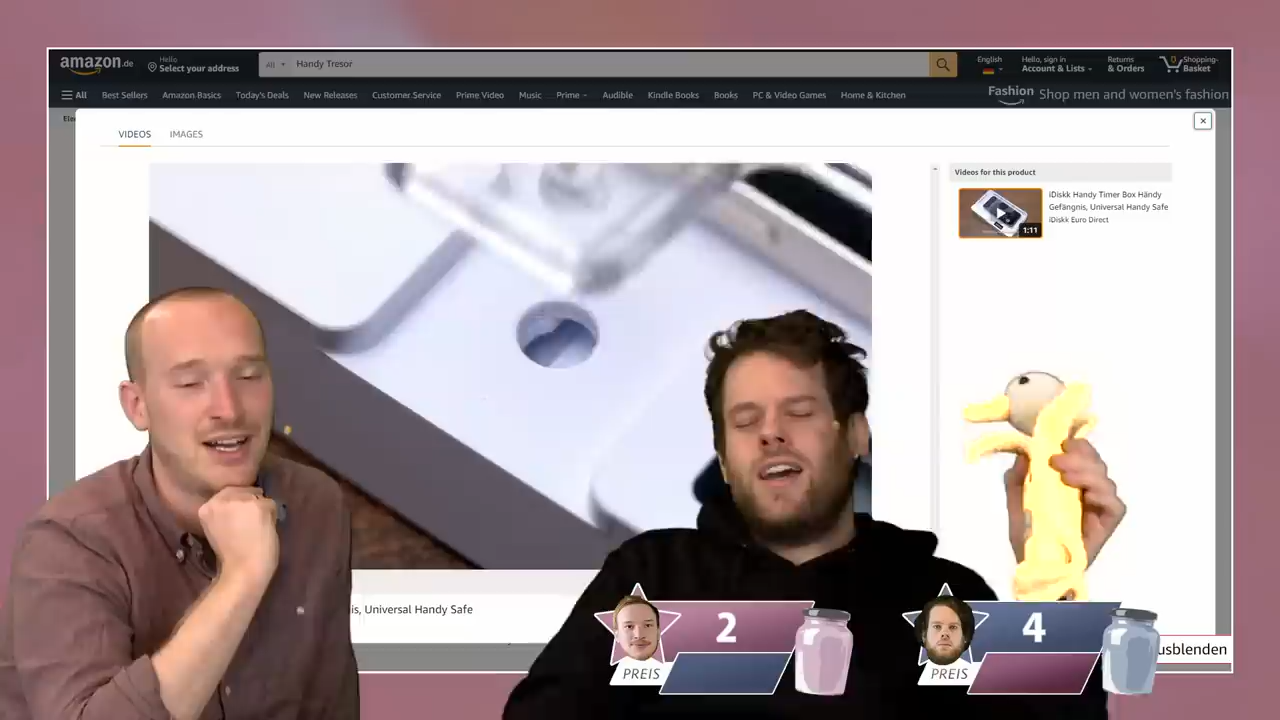 amazon.de
Hello
Select your address
All
Handy Tresor
English
Hello, sign in
Account & Lists
Returns
& Orders
0
Shopping-
Basket
All
Best Sellers
Amazon Basics
Today's Deals
New Releases
Customer Service
Prime Video
Music
Prime
Audible
Kindle Books
Books
PC & Video Games
Home & Kitchen
Fashion
Shop men and women's fashion
VIDEOS
IMAGES
Videos for this product
iDiskk Handy Timer Box Händy
Gefängnis, Universal Handy Safe
iDiskk Euro Direct
1:11
is, Universal Handy Safe
2
PREIS
4
PREIS
usblenden